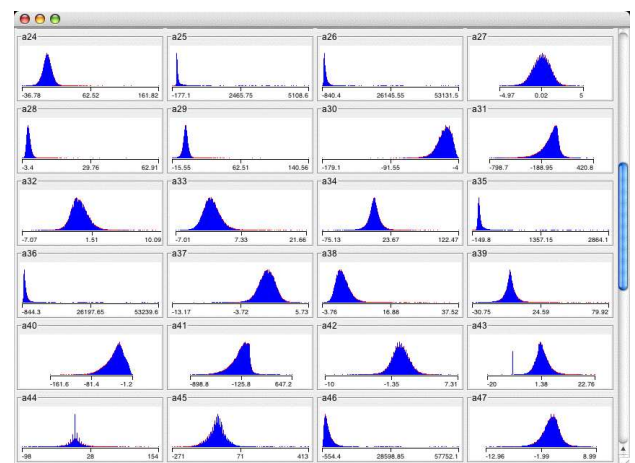 a24 a25 a26 a27
-36.78 62.52 161.82 -177.1 2465.75 5108.6 -840.4 26145.55 53131.5 -4.97 0.02 5
a28 a29 a30 a31
-3.4 29.76 62.91 -15.55 62.51 140.56 -179.1 -91.55 -4 -798.7 -188.95 420.8
a32 a33 a34 a35
-7.07 1.51 10.09 -7.01 7.33 21.66 -75.13 23.67 122.47 -149.8 1357.15 2864.1
a36 a37 a38 a39
-844.3 26197.65 53239.6 -13.17 -3.72 5.73 -3.76 16.88 37.52 -30.75 24.59 79.92
a40 a41 a42 a43
-161.6 -81.4 -1.2 -898.8 -125.8 647.2 -10 -1.35 7.31 -20 1.38 22.76
a44 a45 a46 a47
-98 28 154 -271 71 413 -554.4 28598.85 57752.1 -12.96 -1.99 8.99